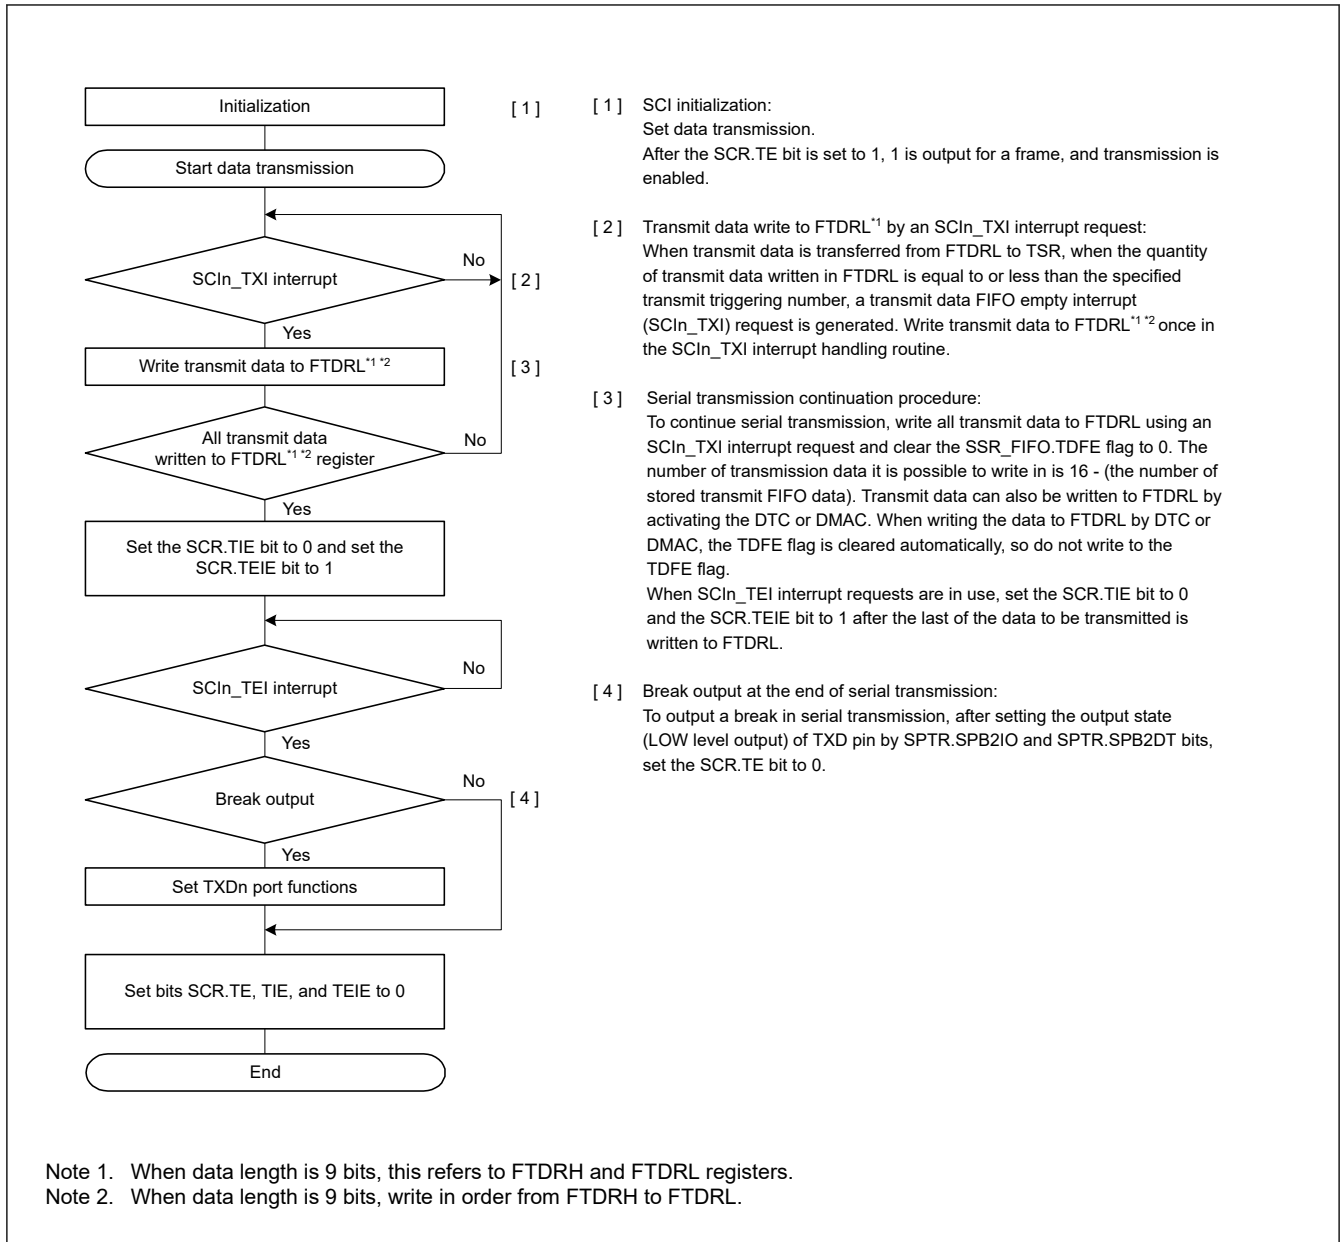 Initialization
[ 1 ]
Start data transmission
SCIn_TXI interrupt
No
[ 2 ]
Yes
Write transmit data to FTDRL*1 *2
[ 3 ]
All transmit data
written to FTDRL*1 *2 register
No
Yes
Set the SCR.TIE bit to 0 and set the
SCR.TEIE bit to 1
SCIn_TEI interrupt
No
Yes
Break output
No
[ 4 ]
Yes
Set TXDn port functions
Set bits SCR.TE, TIE, and TEIE to 0
End
[ 1 ] SCI initialization:
Set data transmission.
After the SCR.TE bit is set to 1, 1 is output for a frame, and transmission is
enabled.
[ 2 ] Transmit data write to FTDRL*1 by an SCIn_TXI interrupt request:
When transmit data is transferred from FTDRL to TSR, when the quantity
of transmit data written in FTDRL is equal to or less than the specified
transmit triggering number, a transmit data FIFO empty interrupt
(SCIn_TXI) request is generated. Write transmit data to FTDRL*1 *2 once in
the SCIn_TXI interrupt handling routine.
[ 3 ] Serial transmission continuation procedure:
To continue serial transmission, write all transmit data to FTDRL using an
SCIn_TXI interrupt request and clear the SSR_FIFO.TDFE flag to 0. The
number of transmission data it is possible to write in is 16 - (the number of
stored transmit FIFO data). Transmit data can also be written to FTDRL by
activating the DTC or DMAC. When writing the data to FTDRL by DTC or
DMAC, the TDFE flag is cleared automatically, so do not write to the
TDFE flag.
When SCIn_TEI interrupt requests are in use, set the SCR.TIE bit to 0
and the SCR.TEIE bit to 1 after the last of the data to be transmitted is
written to FTDRL.
[ 4 ] Break output at the end of serial transmission:
To output a break in serial transmission, after setting the output state
(LOW level output) of TXD pin by SPTR.SPB2IO and SPTR.SPB2DT bits,
set the SCR.TE bit to 0.
Note 1. When data length is 9 bits, this refers to FTDRH and FTDRL registers.
Note 2. When data length is 9 bits, write in order from FTDRH to FTDRL.